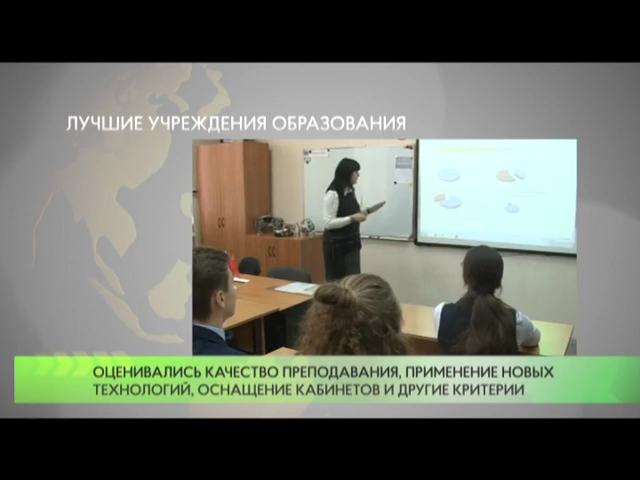 ЛУЧШИЕ УЧРЕЖДЕНИЯ ОБРАЗОВАНИЯ
ОЦЕНИВАЛИСЬ КАЧЕСТВО ПРЕПОДАВАНИЯ, ПРИМЕНЕНИЕ НОВЫХ
ТЕХНОЛОГИЙ, ОСНАЩЕНИЕ КАБИНЕТОВ И ДРУГИЕ КРИТЕРИИ